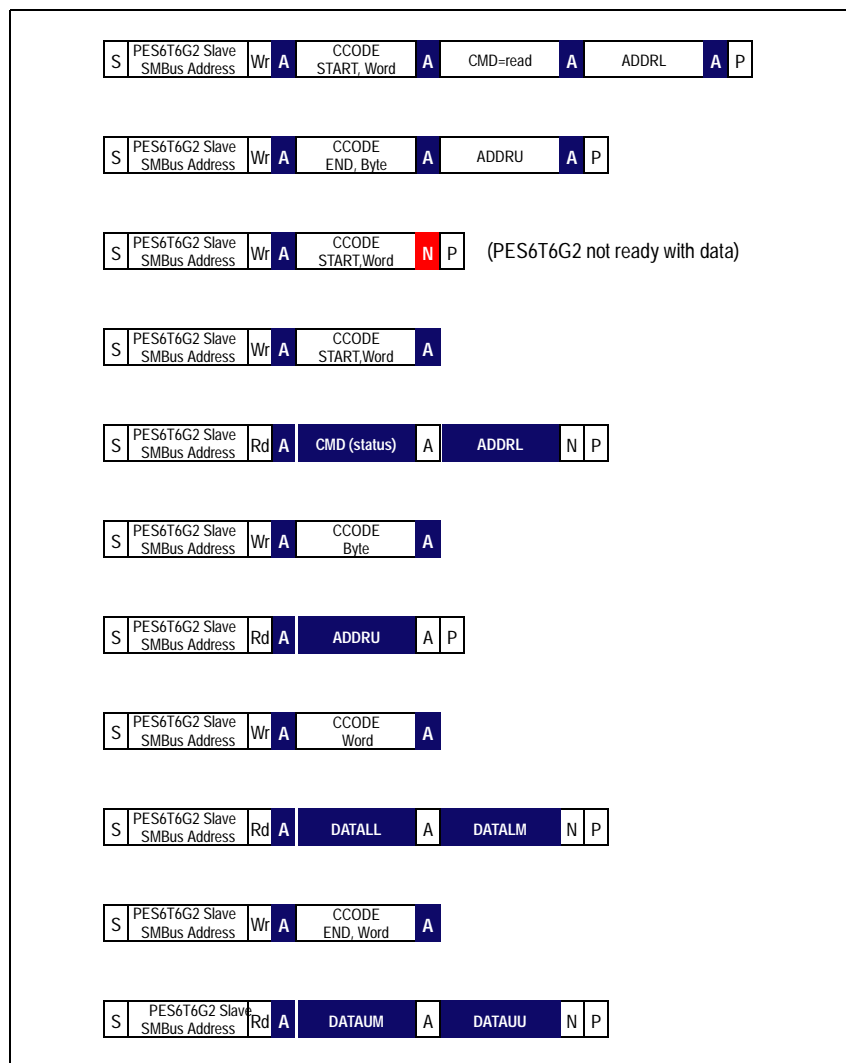 S PES6T6G2 Slave SMBus Address Wr A CCODE START, Word A CMD=read A ADDRL A P
S PES6T6G2 Slave SMBus Address Wr A CCODE END, Byte A ADDRU A P
S PES6T6G2 Slave SMBus Address Wr A CCODE START,Word N P (PES6T6G2 not ready with data)
S PES6T6G2 Slave SMBus Address Wr A CCODE START,Word A
S PES6T6G2 Slave SMBus Address Rd A CMD (status) A ADDRL N P
S PES6T6G2 Slave SMBus Address Wr A CCODE Byte A
S PES6T6G2 Slave SMBus Address Rd A ADDRU A P
S PES6T6G2 Slave SMBus Address Wr A CCODE Word A
S PES6T6G2 Slave SMBus Address Rd A DATALL A DATALM N P
S PES6T6G2 Slave SMBus Address Wr A CCODE END, Word A
S PES6T6G2 Slave SMBus Address Rd A DATAUM A DATAUU N P